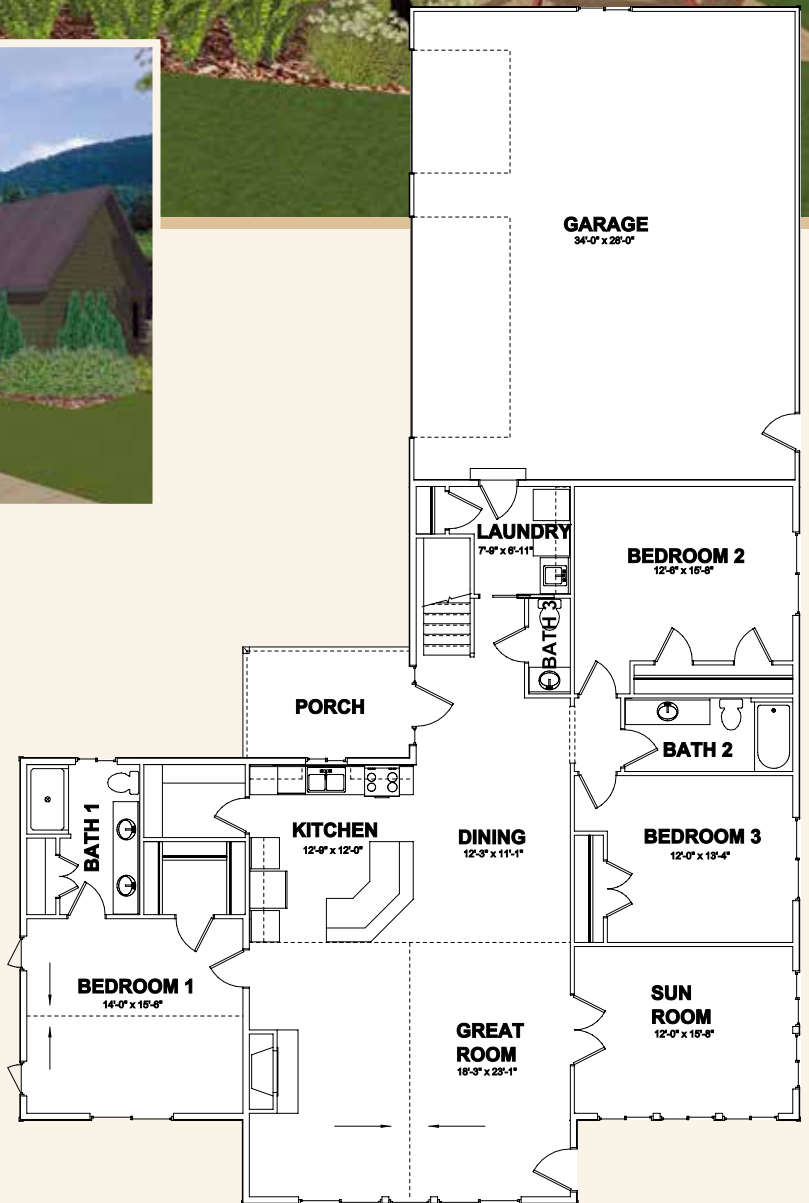 GARAGE
34'-0" x 28'-0"
LAUNDRY
7'-9" x 6'-11"
BEDROOM 2
12'-6" x 15'-8"
BATH 3
PORCH
BATH 2
BATH 1
KITCHEN
12'-9" x 12'-0"
DINING
12'-3" x 11'-1"
BEDROOM 3
12'-0" x 13'-4"
BEDROOM 1
14'-0" x 15'-6"
SUN
ROOM
12'-0" x 15'-8"
GREAT
ROOM
18'-3" x 23'-1"